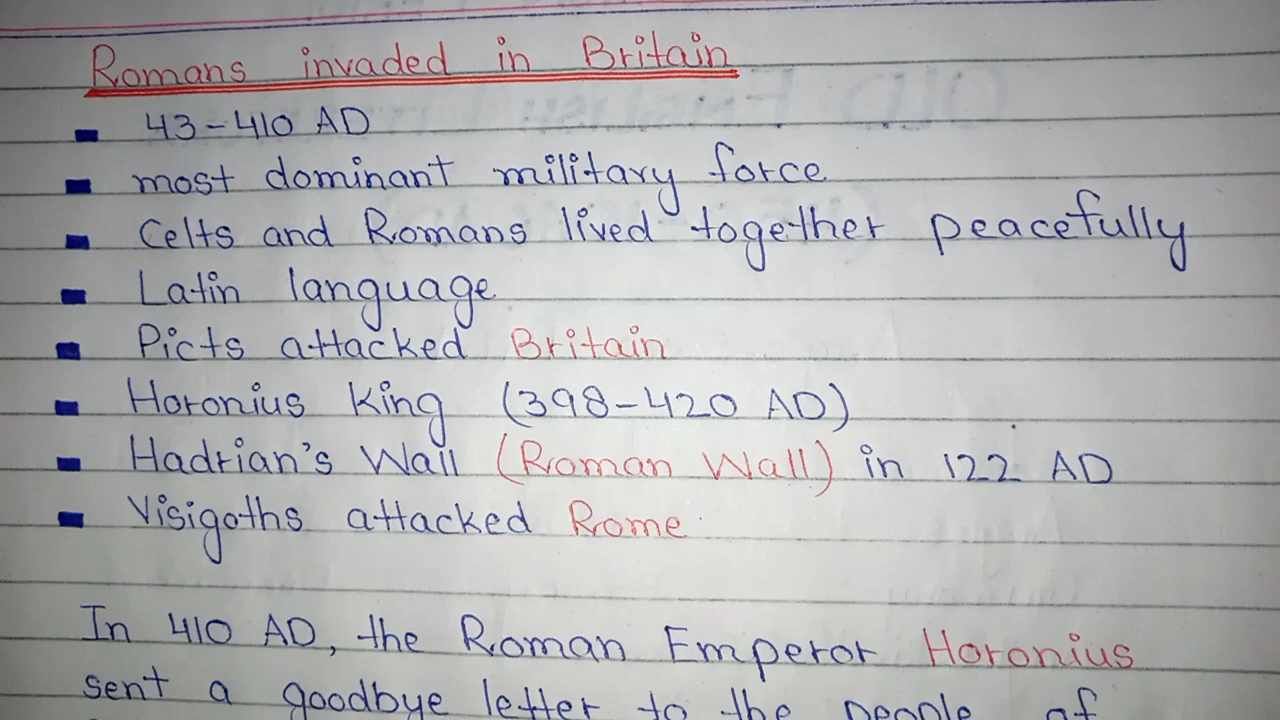 Romans invaded in Britain
43-410 AD
most dominant military force
Celts and Romans lived together peacefully
Latin language
Picts attacked Britain
Horonius King (398-420 AD)
Hadrian's Wall (Roman Wall) in 122 AD
Visigoths attacked Rome
In 410 AD, the Roman Emperor Horonius
sent a goodbye letter to the people of